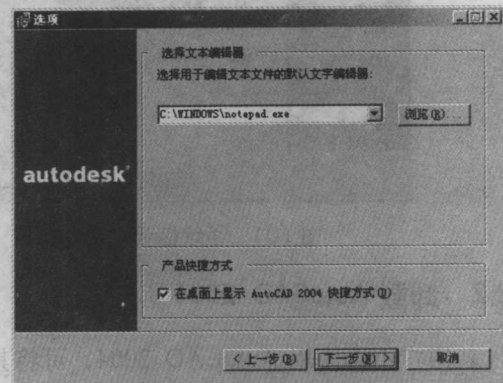 选项
选择文本编辑器
选择用于编辑文本文件的默认文字编辑器:
C:\WINDOWS\notepad.exe
浏览(R)...
autodesk
产品快捷方式
在桌面上显示 AutoCAD 2004 快捷方式(D)
<上一步(B)
下一步(N)>
取消